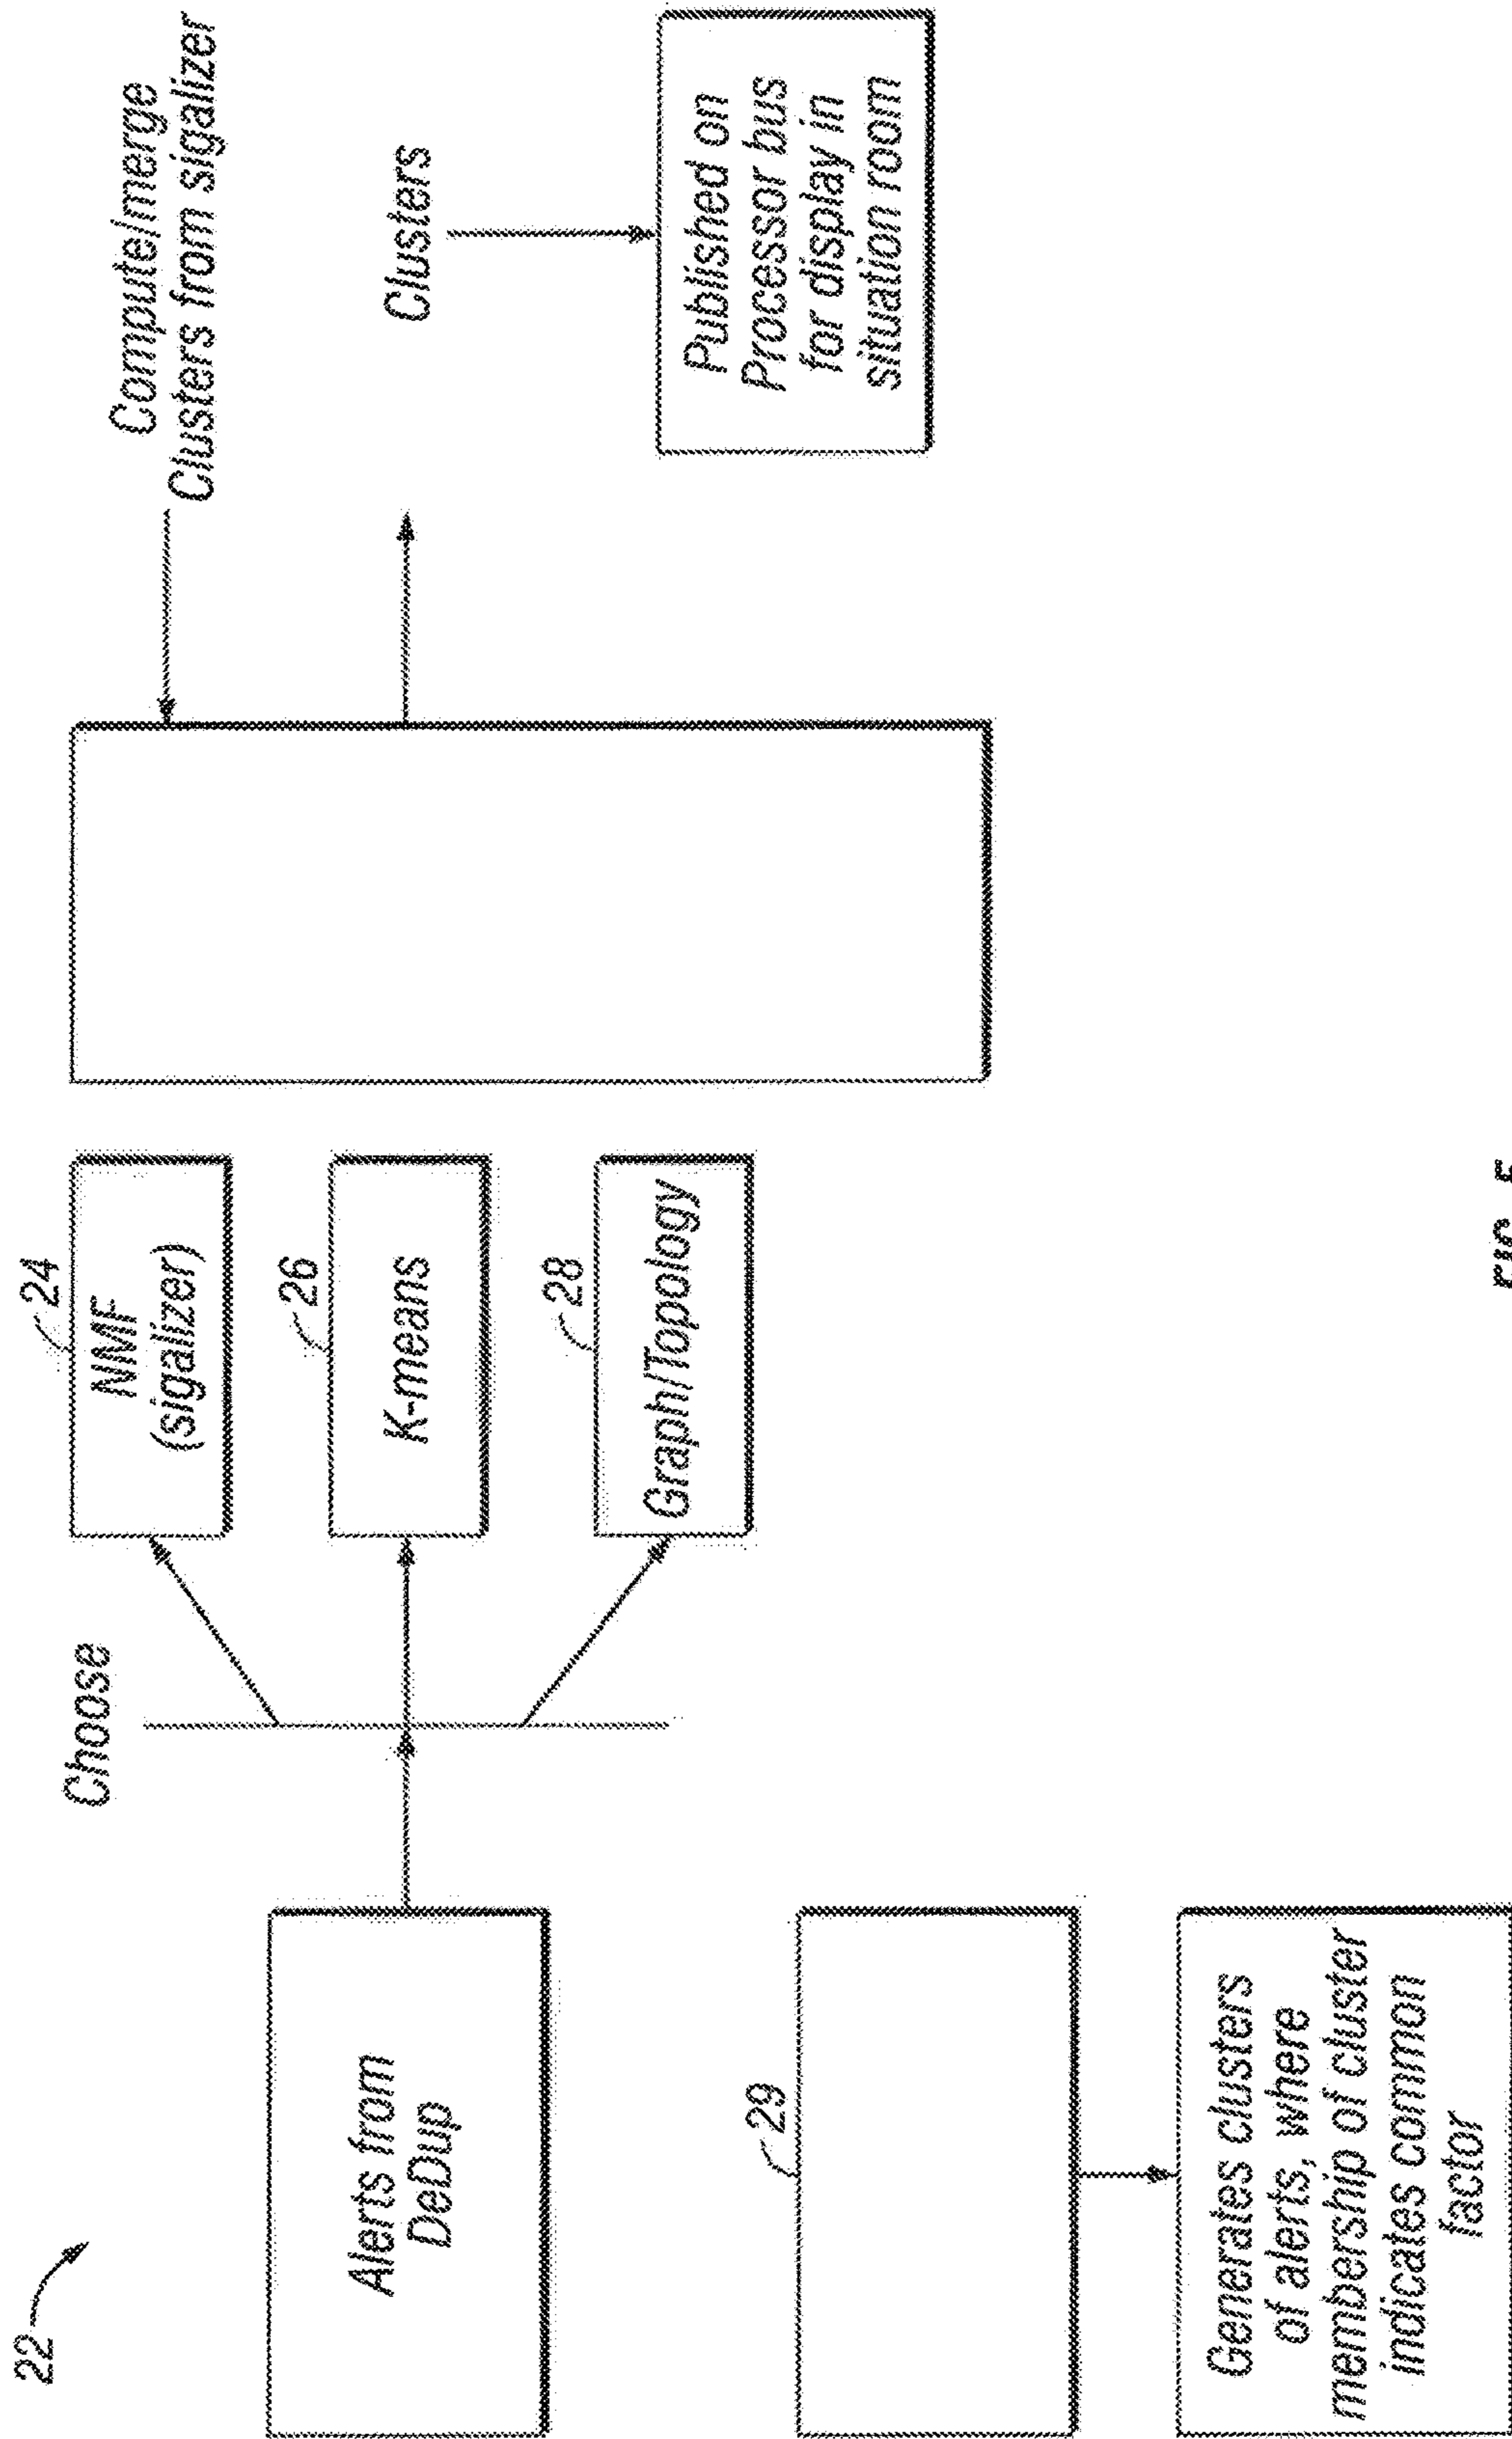 22
Alerts from
DeDup
Choose
24
NMF
(sigalizer)
26
K-means
28
Graph/Topology
Compute/merge
Clusters from sigalizer
Clusters
Published on
Processor bus
for display in
situation room
29
Generates clusters
of alerts, where
membership of cluster
indicates common
factor